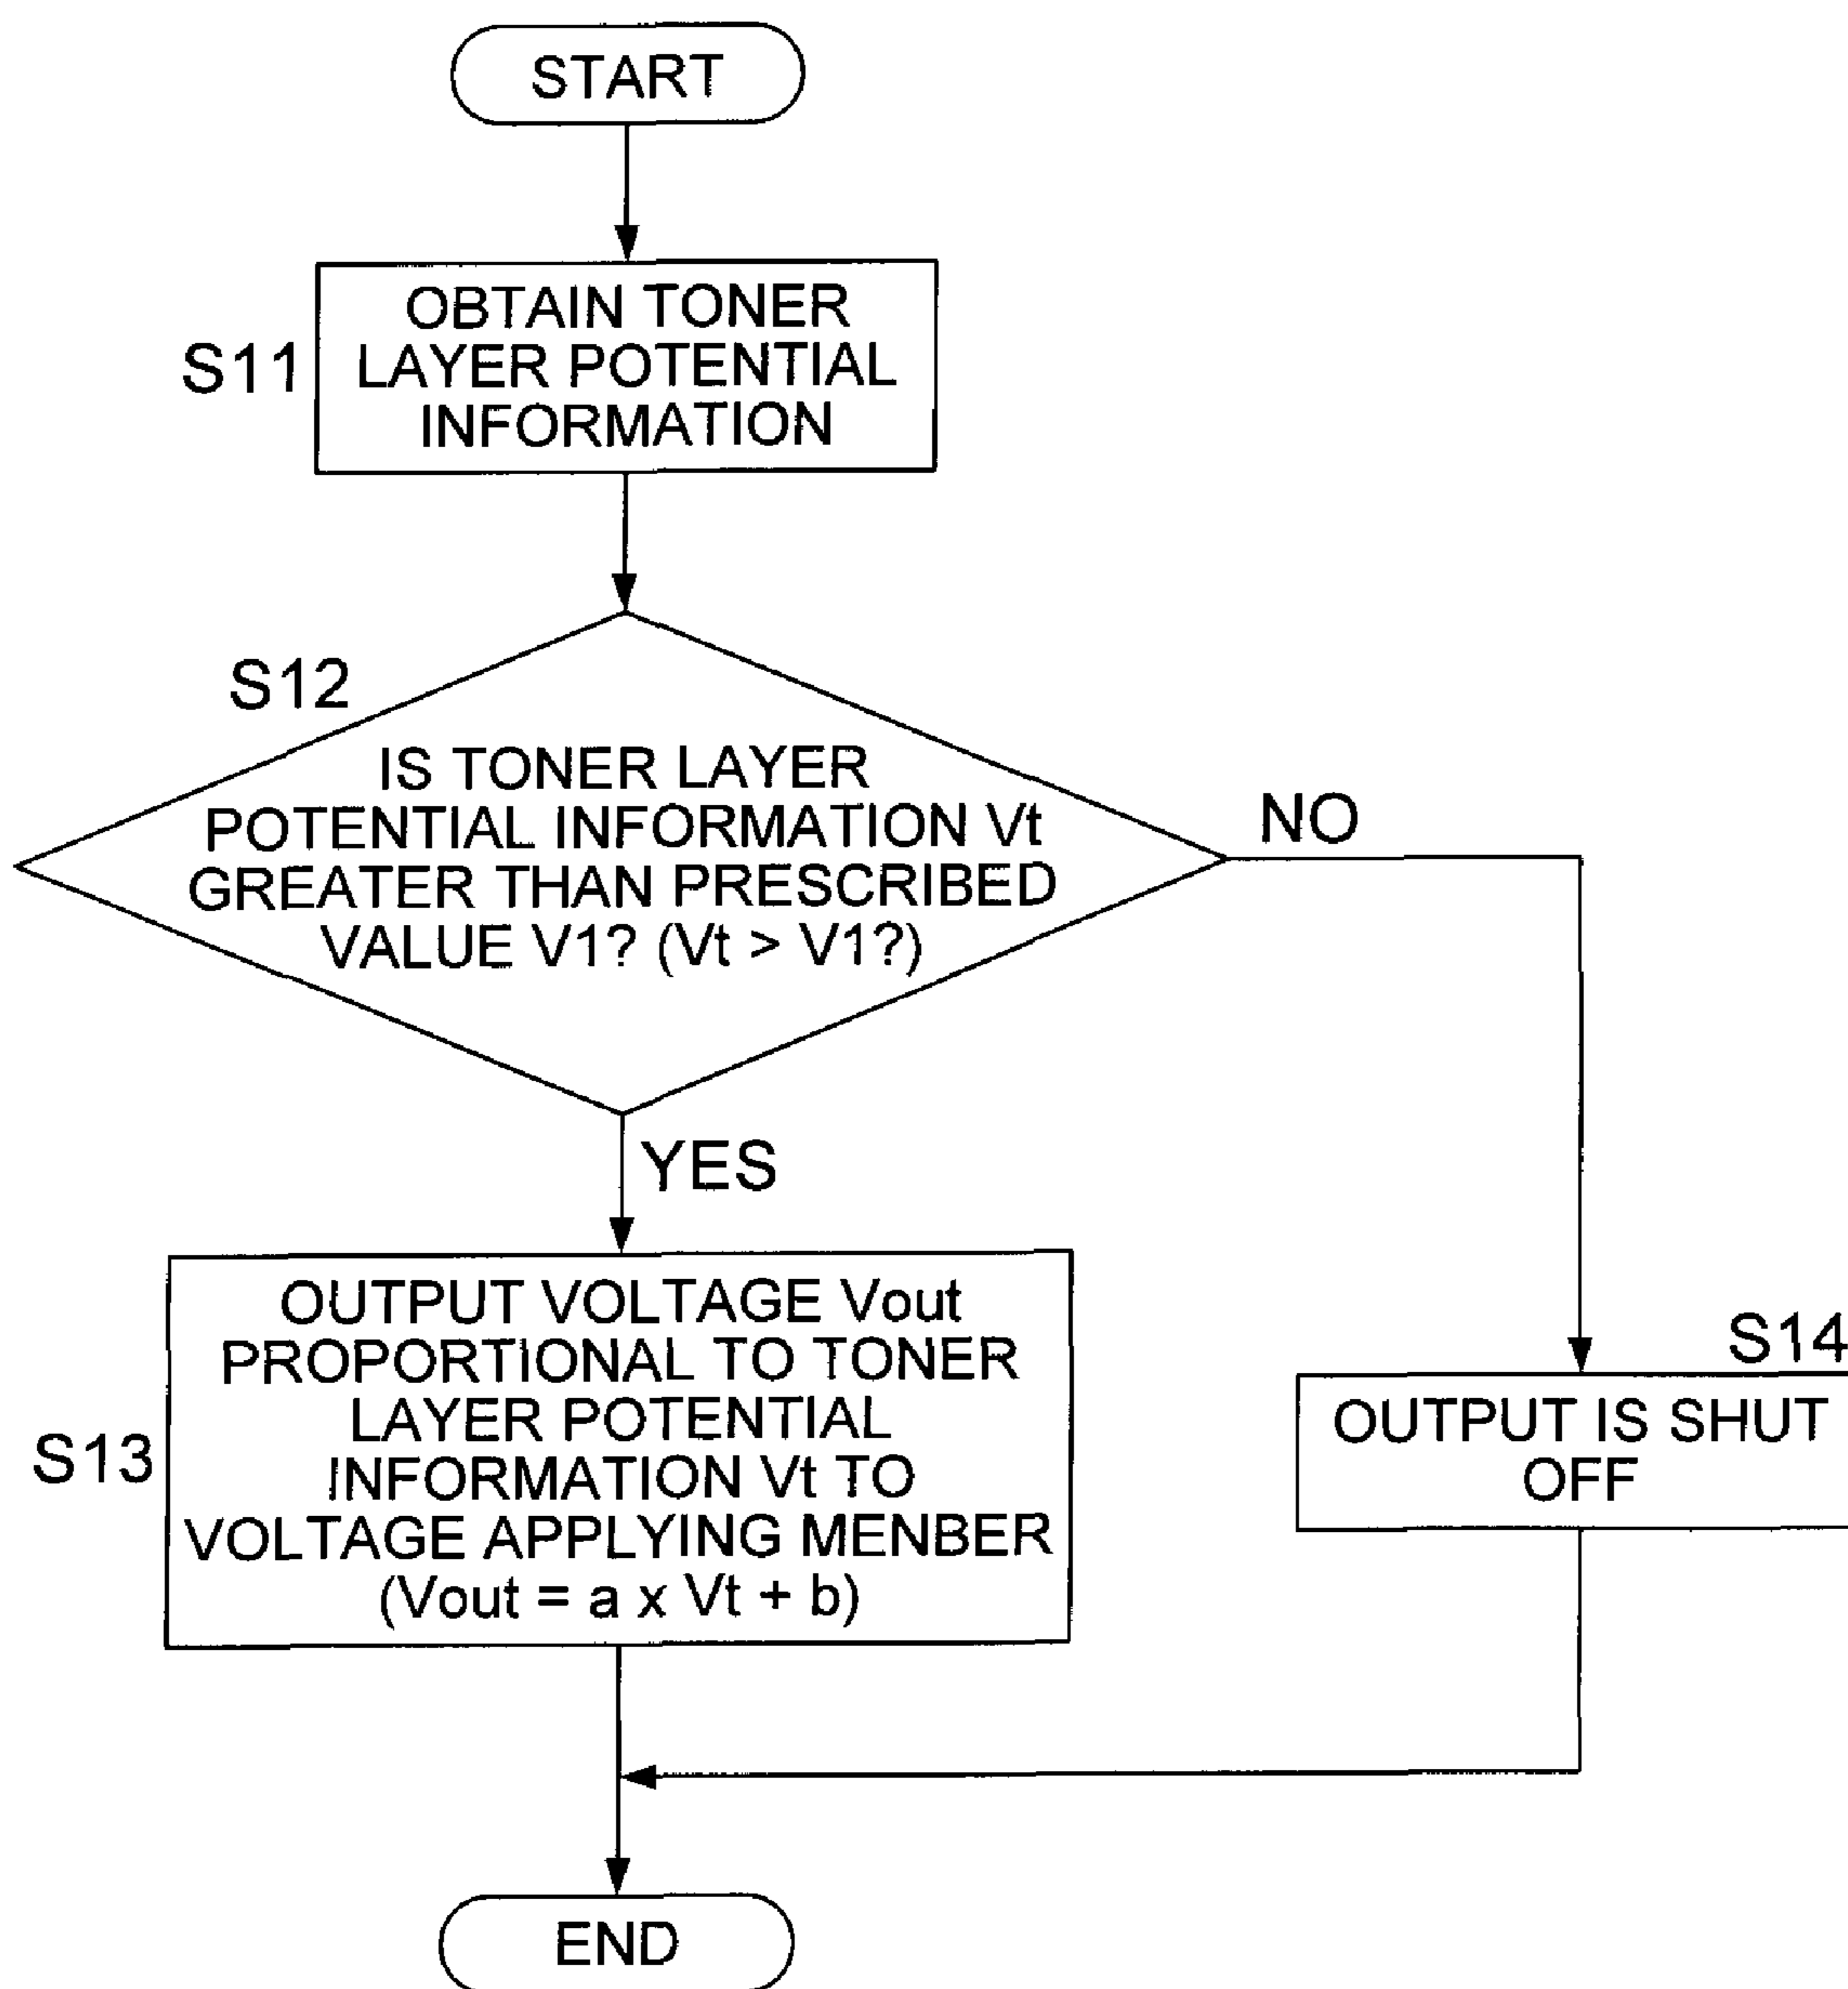 START
S11
OBTAIN TONER
LAYER POTENTIAL
INFORMATION
S12
IS TONER LAYER
POTENTIAL INFORMATION Vt
GREATER THAN PRESCRIBED
VALUE V1? (Vt > V1?)
NO
YES
S13
OUTPUT VOLTAGE Vout
PROPORTIONAL TO TONER
LAYER POTENTIAL
INFORMATION Vt TO
VOLTAGE APPLYING MENBER
(Vout = a x Vt + b)
S14
OUTPUT IS SHUT
OFF
END